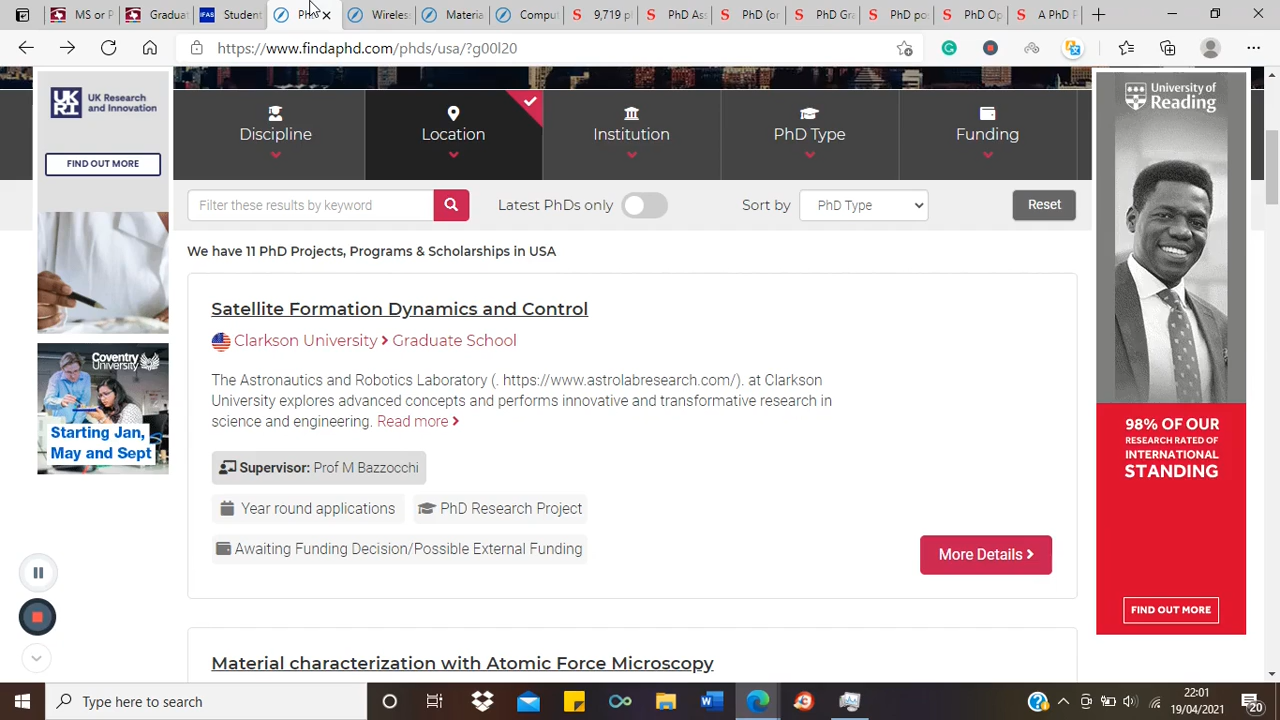 MS or P
Graduat
IFAS
Student
Ph
Wireles
Materia
Compu
9,719 p
PhD Ass
PhD (or
PhD Gra
PhD pos
PhD Op
A PhD F
https://www.findaphd.com/phds/usa/?g00l20
UK Research
and Innovation
FIND OUT MORE
Discipline
Location
Institution
PhD Type
Funding
University of
Reading
Filter these results by keyword
Latest PhDs only
Sort by
PhD Type
Reset
We have 11 PhD Projects, Programs & Scholarships in USA
Satellite Formation Dynamics and Control
Clarkson University Graduate School
The Astronautics and Robotics Laboratory (. https://www.astrolabresearch.com/). at Clarkson
University explores advanced concepts and performs innovative and transformative research in
science and engineering. Read more
Supervisor: Prof M Bazzocchi
Year round applications
PhD Research Project
Awaiting Funding Decision/Possible External Funding
More Details
Coventry
University
Starting Jan,
May and Sept
98% OF OUR
RESEARCH RATED OF
INTERNATIONAL
STANDING
FIND OUT MORE
Material characterization with Atomic Force Microscopy
Type here to search
22:01
19/04/2021
20